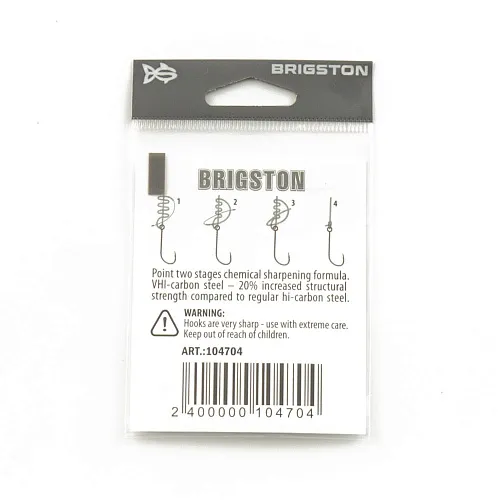 BRIGSTON
BRIGSTON
1 2 3 4
Point two stages chemical sharpening formula.
VHI-carbon steel – 20% increased structural
strength compared to regular hi-carbon steel.
WARNING:
Hooks are very sharp - use with extreme care.
Keep out of reach of children.
ART.:104704
2 400000 104704